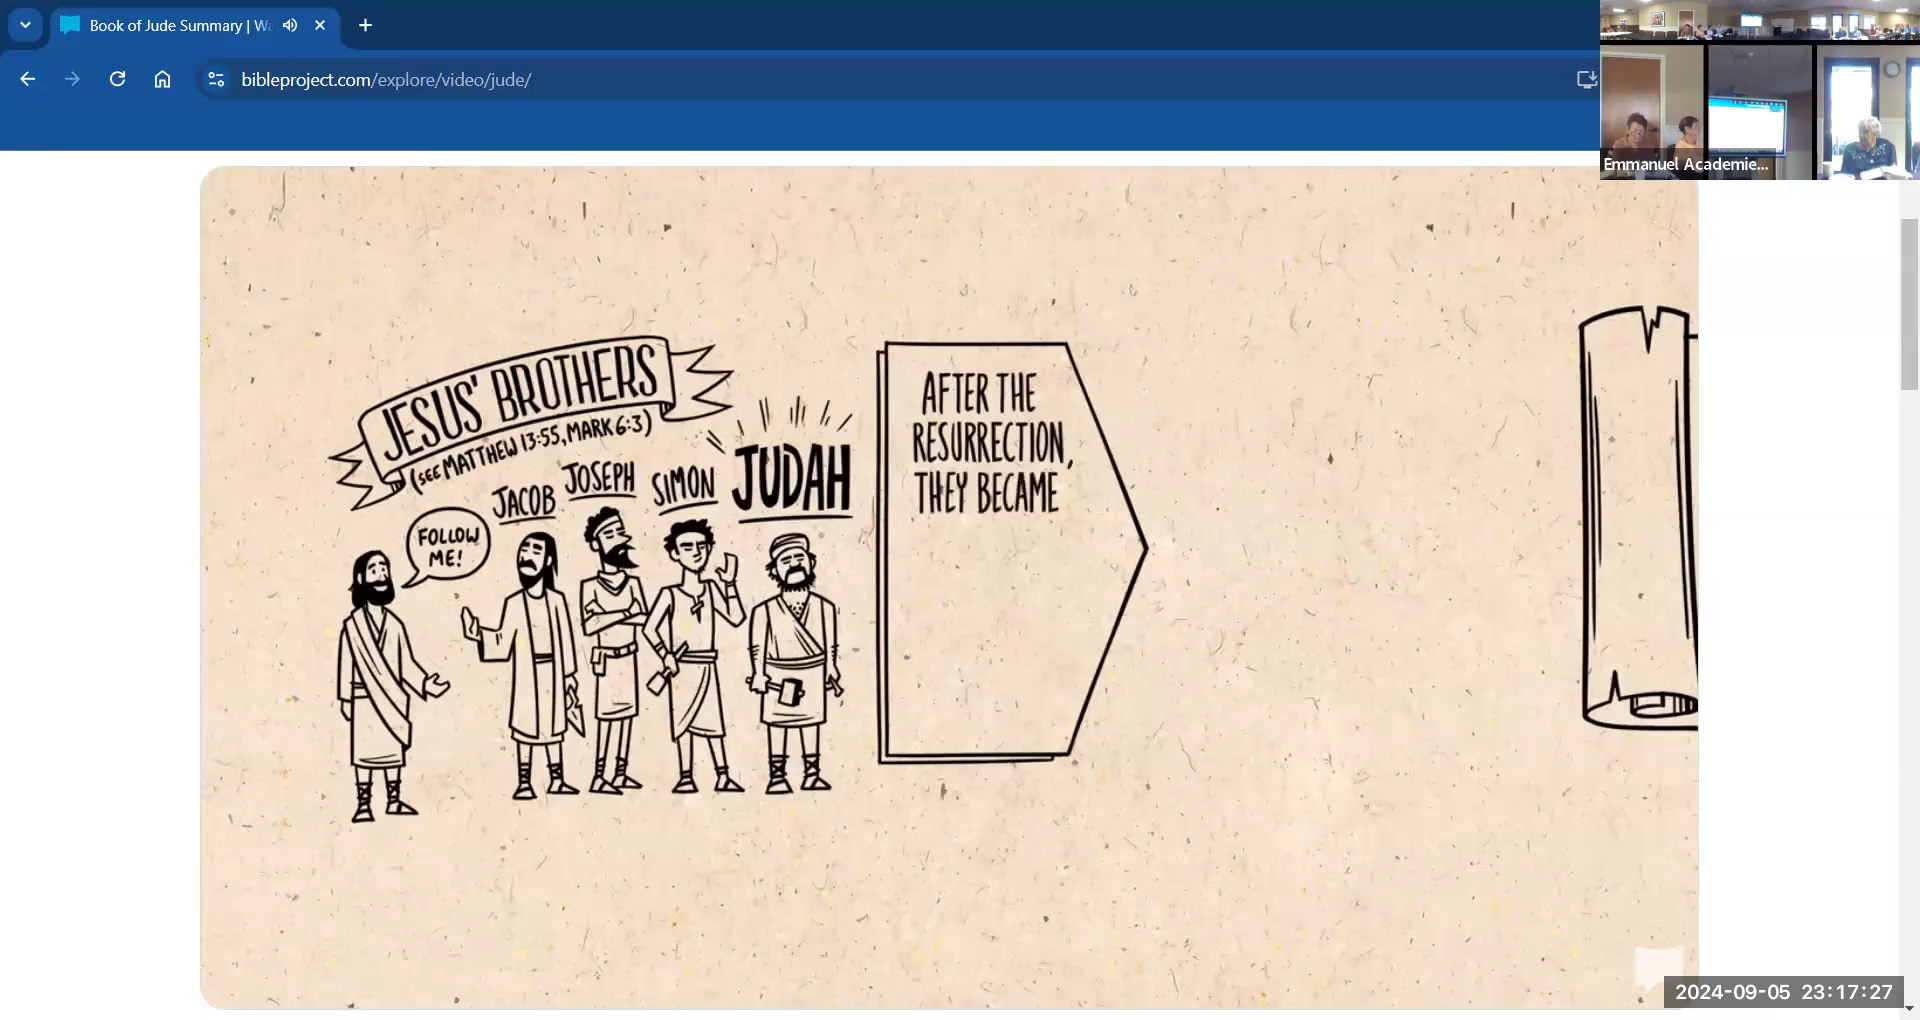 Book of Jude Summary | Wa
bibleproject.com/explore/video/jude/
Emmanuel Academie...
JESUS' BROTHERS
(SEE MATTHEW 13:55, MARK 6:3)
JACOB
JOSEPH
SIMON
JUDAH
FOLLOW
ME!
AFTER THE
RESURRECTION,
THEY BECAME
2024-09-05 23:17:27